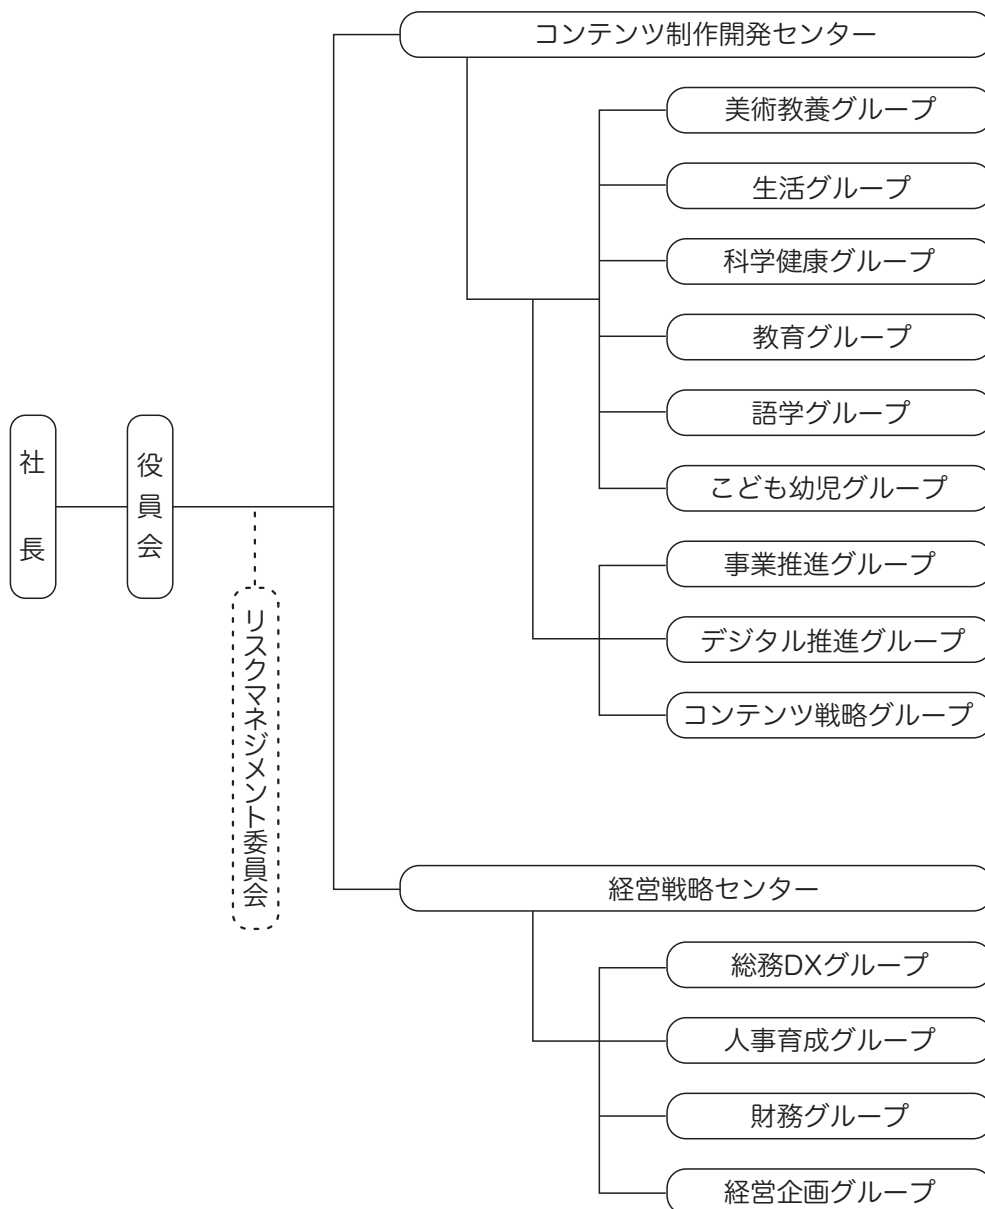 社長
役員会
リスクマネジメント委員会
コンテンツ制作開発センター
美術教養グループ
生活グループ
科学健康グループ
教育グループ
語学グループ
こども幼児グループ
事業推進グループ
デジタル推進グループ
コンテンツ戦略グループ
経営戦略センター
総務DXグループ
人事育成グループ
財務グループ
経営企画グループ